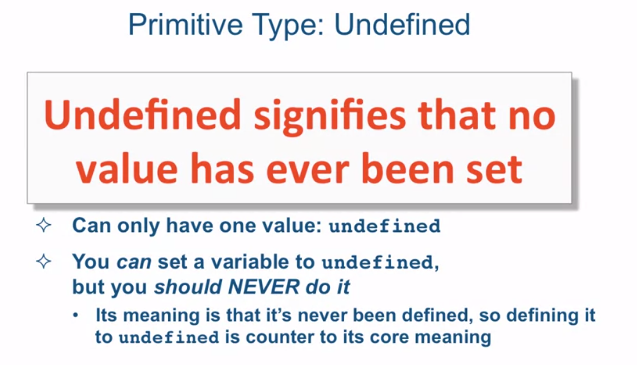 Primitive Type: Undefined
Undefined signifies that no
value has ever been set
✧ Can only have one value: undefined
✧ You can set a variable to undefined,
but you should NEVER do it
• Its meaning is that it's never been defined, so defining it
to undefined is counter to its core meaning